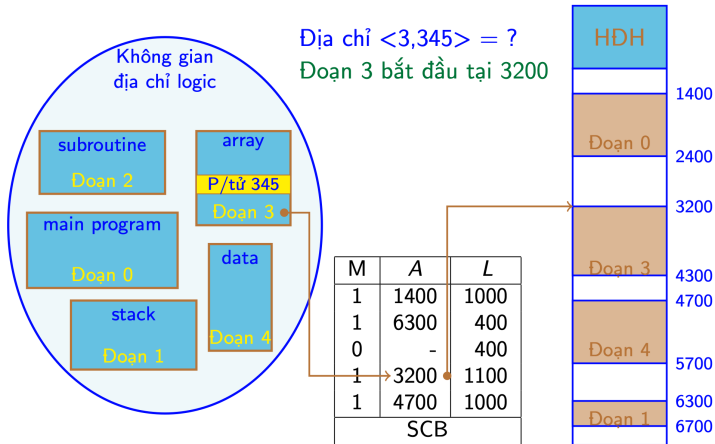 Địa chỉ <3,345> = ?
Đoạn 3 bắt đầu tại 3200
Không gian
địa chỉ logic
subroutine
Đoạn 2
array
P/tử 345
Đoạn 3
main program
Đoạn 0
data
Đoạn 4
stack
Đoạn 1
M A L
1 1400 1000
1 6300 400
0 - 400
1 3200 1100
1 4700 1000
SCB
HĐH
1400
Đoạn 0
2400
3200
Đoạn 3
4300
4700
Đoạn 4
5700
6300
Đoạn 1
6700